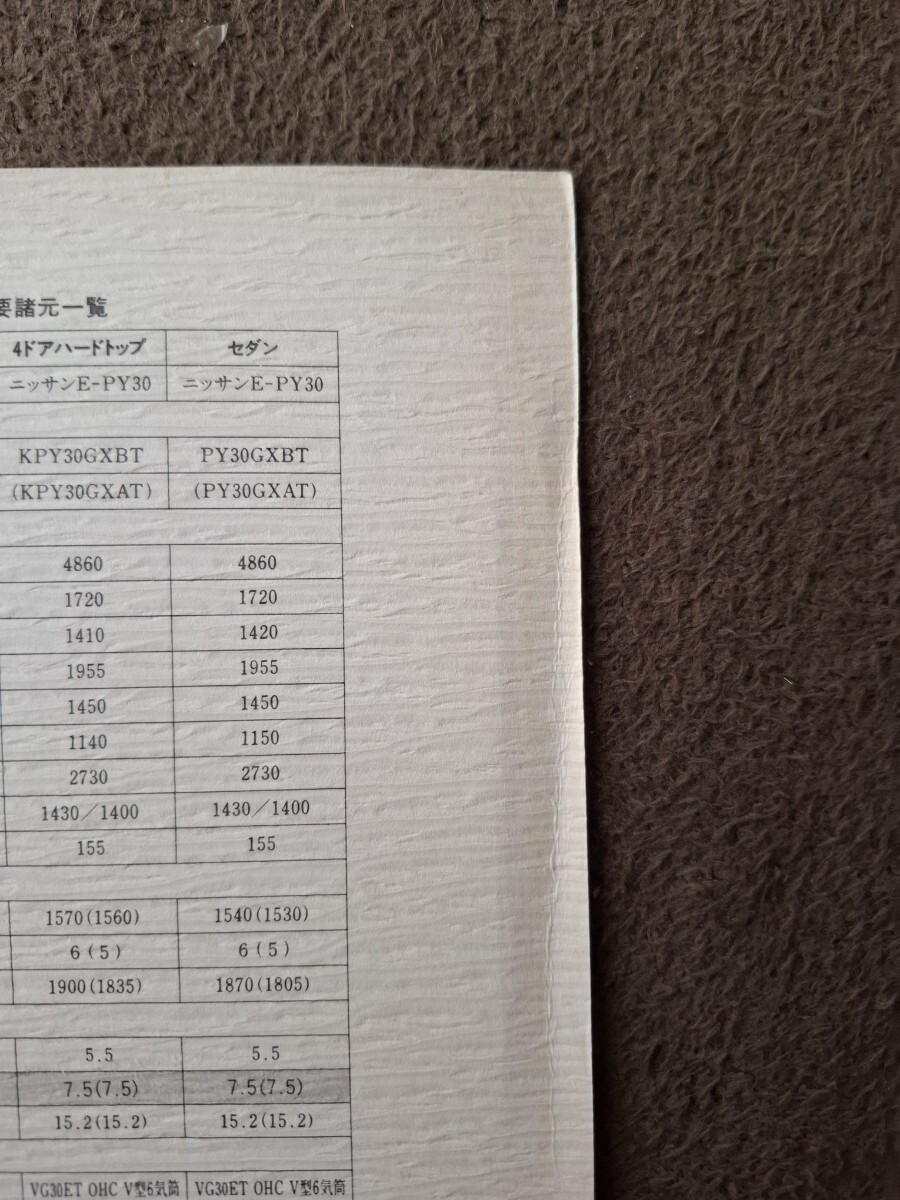 要諸元一覧
4ドアハードトップ セダン
ニッサンE-PY30 ニッサンE-PY30
KPY30GXBT PY30GXBT
(KPY30GXAT) (PY30GXAT)
4860 4860
1720 1720
1410 1420
1955 1955
1450 1450
1140 1150
2730 2730
1430/1400 1430/1400
155 155
1570(1560) 1540(1530)
6(5) 6(5)
1900(1835) 1870(1805)
5.5 5.5
7.5(7.5) 7.5(7.5)
15.2(15.2) 15.2(15.2)
VG30ET OHC V型6気筒 VG30ET OHC V型6気筒